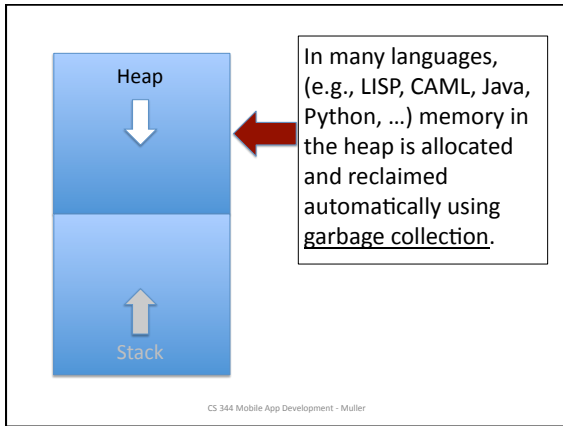 Heap
In many languages,
(e.g., LISP, CAML, Java,
Python, …) memory in
the heap is allocated
and reclaimed
automatically using
garbage collection.
Stack
CS 344 Mobile App Development - Muller